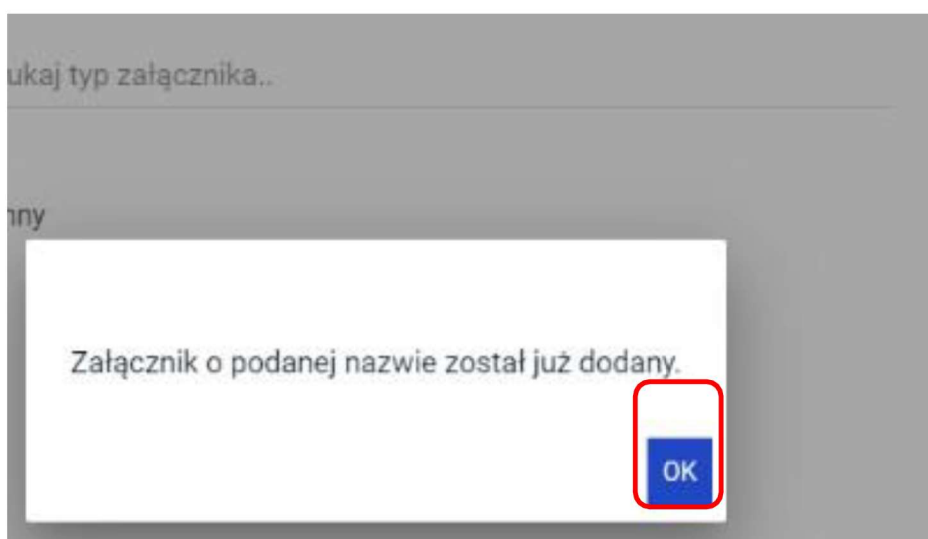 ukaj typ załącznika..
nny
Załącznik o podanej nazwie został już dodany.
OK